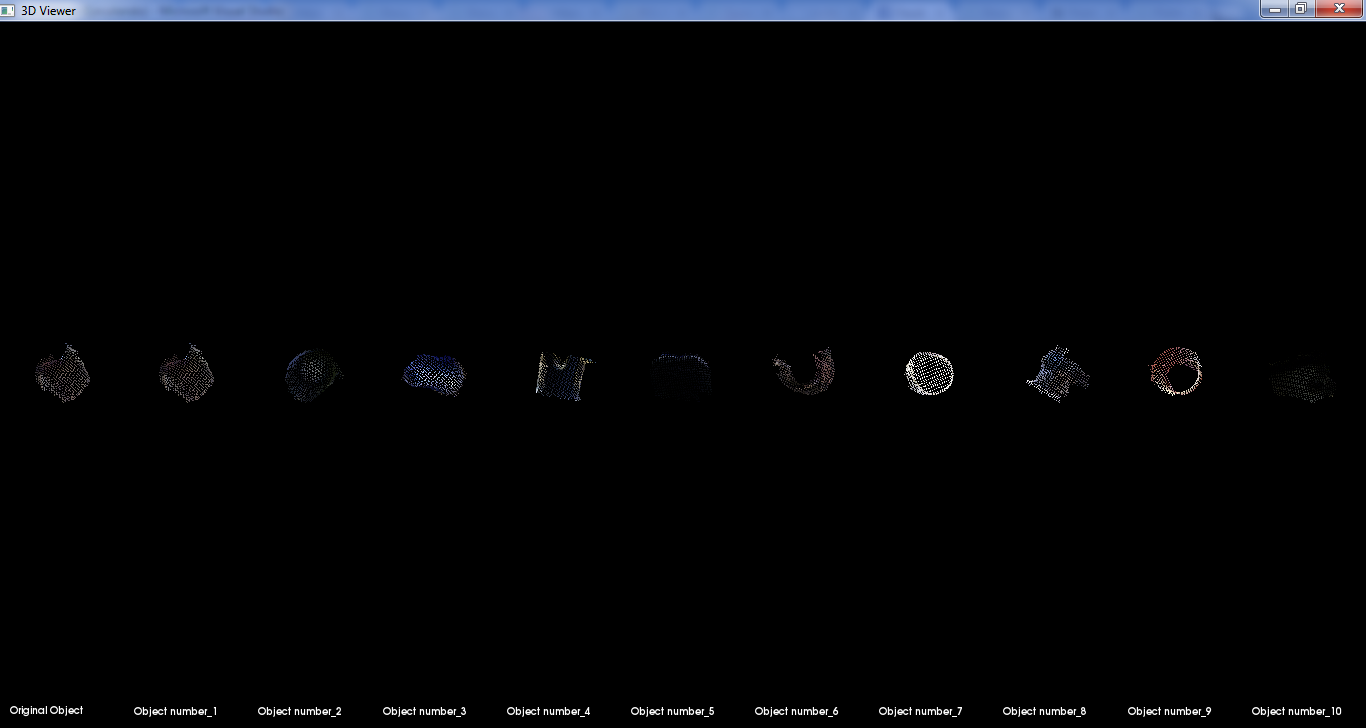 3D Viewer
Original Object
Object number_1
Object number_2
Object number_3
Object number_4
Object number_5
Object number_6
Object number_7
Object number_8
Object number_9
Object number_10